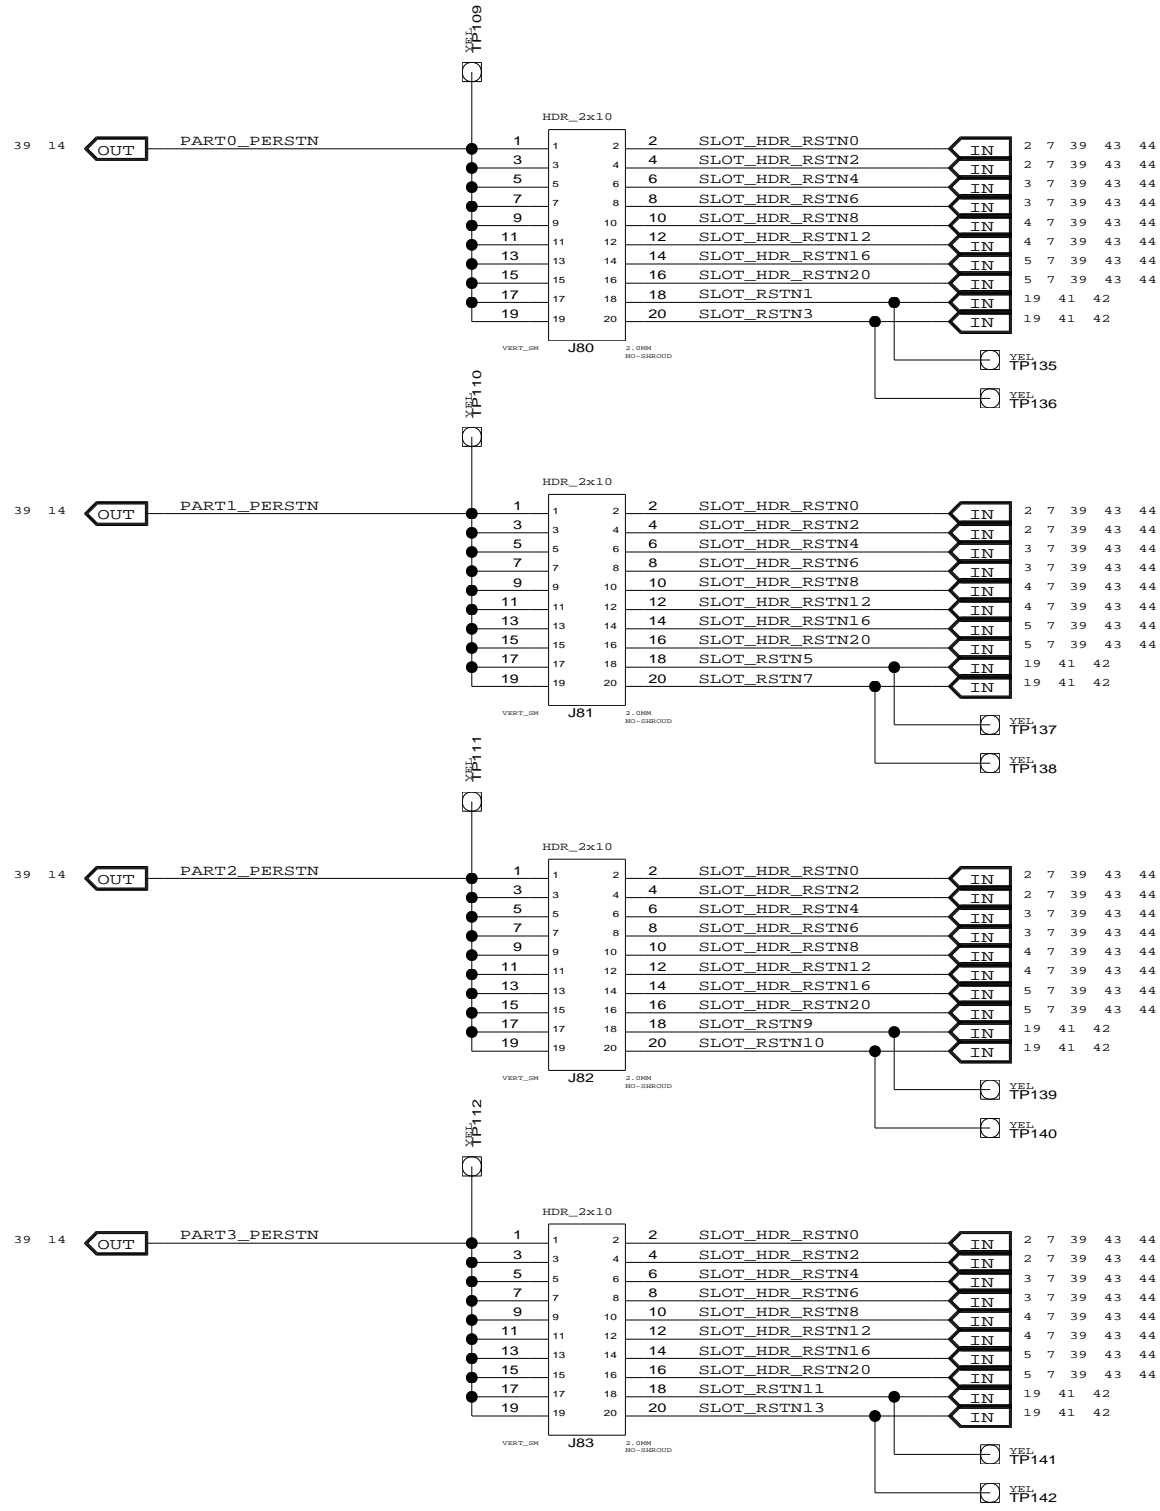 YEL TP109
HDR_2x10
39 14 OUT PART0_PERSTN 1 1 2 2 SLOT_HDR_RSTN0 IN 2 7 39 43 44
3 3 4 4 SLOT_HDR_RSTN2 IN 2 7 39 43 44
5 5 6 6 SLOT_HDR_RSTN4 IN 3 7 39 43 44
7 7 8 8 SLOT_HDR_RSTN6 IN 3 7 39 43 44
9 9 10 10 SLOT_HDR_RSTN8 IN 4 7 39 43 44
11 11 12 12 SLOT_HDR_RSTN12 IN 4 7 39 43 44
13 13 14 14 SLOT_HDR_RSTN16 IN 5 7 39 43 44
15 15 16 16 SLOT_HDR_RSTN20 IN 5 7 39 43 44
17 17 18 18 SLOT_RSTN1 IN 19 41 42
19 19 20 20 SLOT_RSTN3 IN 19 41 42
VERT_SM J80 2.0MM
NO-SHROUD
YEL
TP135
YEL
TP136
YEL TP110
HDR_2x10
39 14 OUT PART1_PERSTN 1 1 2 2 SLOT_HDR_RSTN0 IN 2 7 39 43 44
3 3 4 4 SLOT_HDR_RSTN2 IN 2 7 39 43 44
5 5 6 6 SLOT_HDR_RSTN4 IN 3 7 39 43 44
7 7 8 8 SLOT_HDR_RSTN6 IN 3 7 39 43 44
9 9 10 10 SLOT_HDR_RSTN8 IN 4 7 39 43 44
11 11 12 12 SLOT_HDR_RSTN12 IN 4 7 39 43 44
13 13 14 14 SLOT_HDR_RSTN16 IN 5 7 39 43 44
15 15 16 16 SLOT_HDR_RSTN20 IN 5 7 39 43 44
17 17 18 18 SLOT_RSTN5 IN 19 41 42
19 19 20 20 SLOT_RSTN7 IN 19 41 42
VERT_SM J81 2.0MM
NO-SHROUD
YEL
TP137
YEL
TP138
YEL TP111
HDR_2x10
39 14 OUT PART2_PERSTN 1 1 2 2 SLOT_HDR_RSTN0 IN 2 7 39 43 44
3 3 4 4 SLOT_HDR_RSTN2 IN 2 7 39 43 44
5 5 6 6 SLOT_HDR_RSTN4 IN 3 7 39 43 44
7 7 8 8 SLOT_HDR_RSTN6 IN 3 7 39 43 44
9 9 10 10 SLOT_HDR_RSTN8 IN 4 7 39 43 44
11 11 12 12 SLOT_HDR_RSTN12 IN 4 7 39 43 44
13 13 14 14 SLOT_HDR_RSTN16 IN 5 7 39 43 44
15 15 16 16 SLOT_HDR_RSTN20 IN 5 7 39 43 44
17 17 18 18 SLOT_RSTN9 IN 19 41 42
19 19 20 20 SLOT_RSTN10 IN 19 41 42
VERT_SM J82 2.0MM
NO-SHROUD
YEL
TP139
YEL
TP140
YEL TP112
HDR_2x10
39 14 OUT PART3_PERSTN 1 1 2 2 SLOT_HDR_RSTN0 IN 2 7 39 43 44
3 3 4 4 SLOT_HDR_RSTN2 IN 2 7 39 43 44
5 5 6 6 SLOT_HDR_RSTN4 IN 3 7 39 43 44
7 7 8 8 SLOT_HDR_RSTN6 IN 3 7 39 43 44
9 9 10 10 SLOT_HDR_RSTN8 IN 4 7 39 43 44
11 11 12 12 SLOT_HDR_RSTN12 IN 4 7 39 43 44
13 13 14 14 SLOT_HDR_RSTN16 IN 5 7 39 43 44
15 15 16 16 SLOT_HDR_RSTN20 IN 5 7 39 43 44
17 17 18 18 SLOT_RSTN11 IN 19 41 42
19 19 20 20 SLOT_RSTN13 IN 19 41 42
VERT_SM J83 2.0MM
NO-SHROUD
YEL
TP141
YEL
TP142